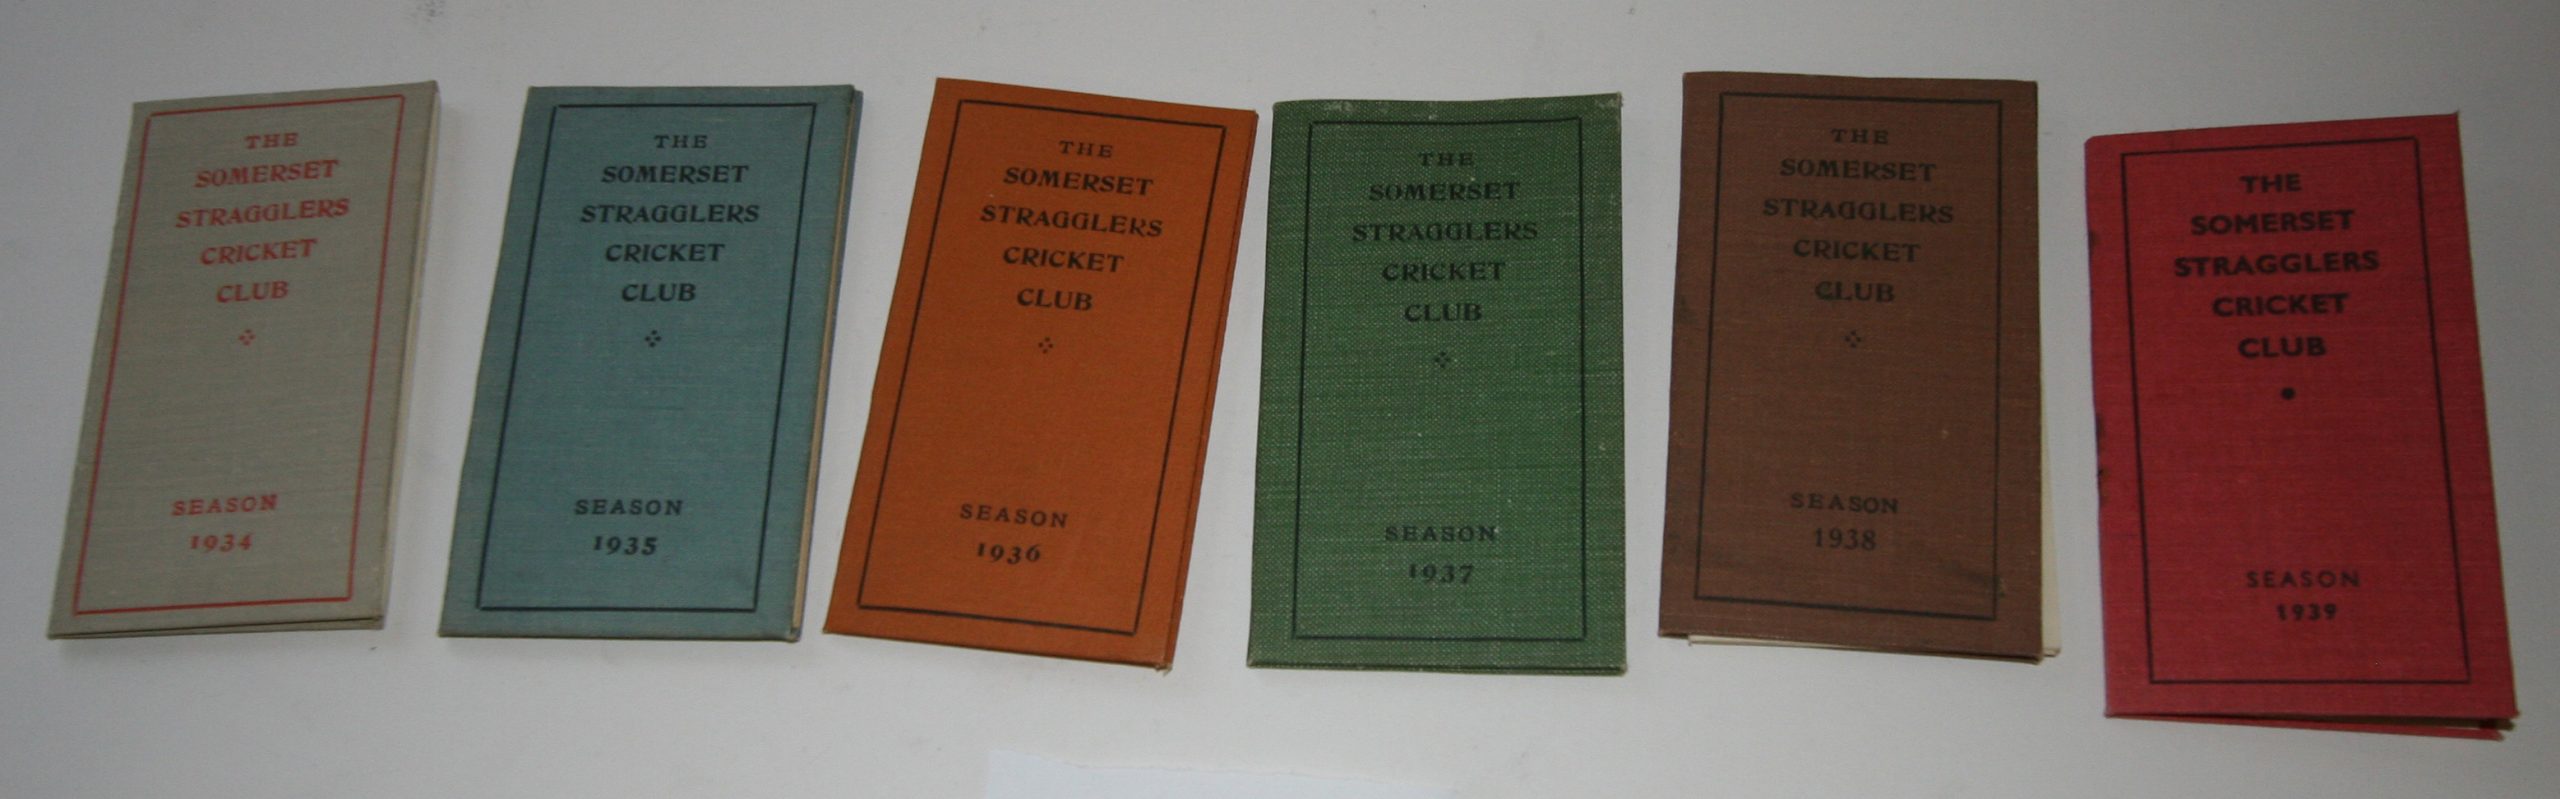 THE
SOMERSET
STRAGGLERS
CRICKET
CLUB
SEASON
1934
THE
SOMERSET
STRAGGLERS
CRICKET
CLUB
SEASON
1935
THE
SOMERSET
STRAGGLERS
CRICKET
CLUB
SEASON
1936
THE
SOMERSET
STRAGGLERS
CRICKET
CLUB
SEASON
1937
THE
SOMERSET
STRAGGLERS
CRICKET
CLUB
SEASON
1938
THE
SOMERSET
STRAGGLERS
CRICKET
CLUB
SEASON
1939